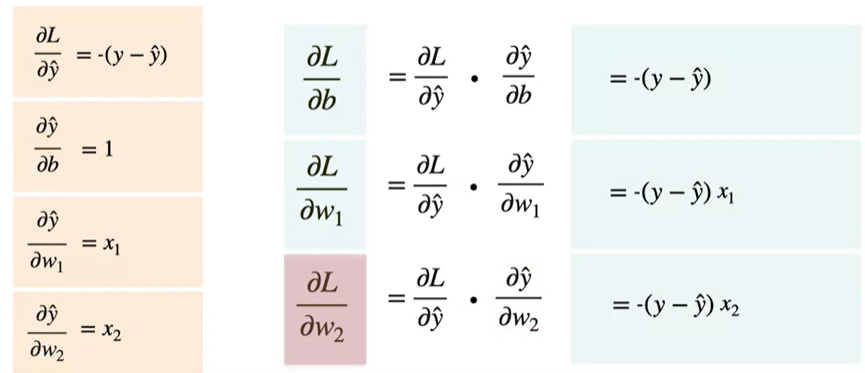 ∂L/∂ŷ = -(y − ŷ)
∂ŷ/∂b = 1
∂ŷ/∂w₁ = x₁
∂ŷ/∂w₂ = x₂
∂L/∂b = ∂L/∂ŷ • ∂ŷ/∂b = -(y − ŷ)
∂L/∂w₁ = ∂L/∂ŷ • ∂ŷ/∂w₁ = -(y − ŷ) x₁
∂L/∂w₂ = ∂L/∂ŷ • ∂ŷ/∂w₂ = -(y − ŷ) x₂